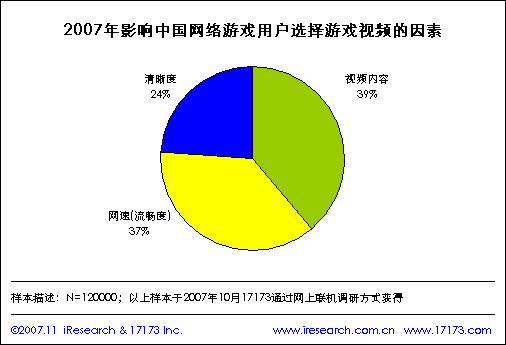 2007年影响中国网络游戏用户选择游戏视频的因素
清晰度
24%
视频内容
39%
网速(流畅度)
37%
样本描述：N=120000；以上样本于2007年10月17173通过网上联机调研方式获得
©2007.11 iResearch & 17173 Inc.
www.iresearch.com.cn www.17173.com